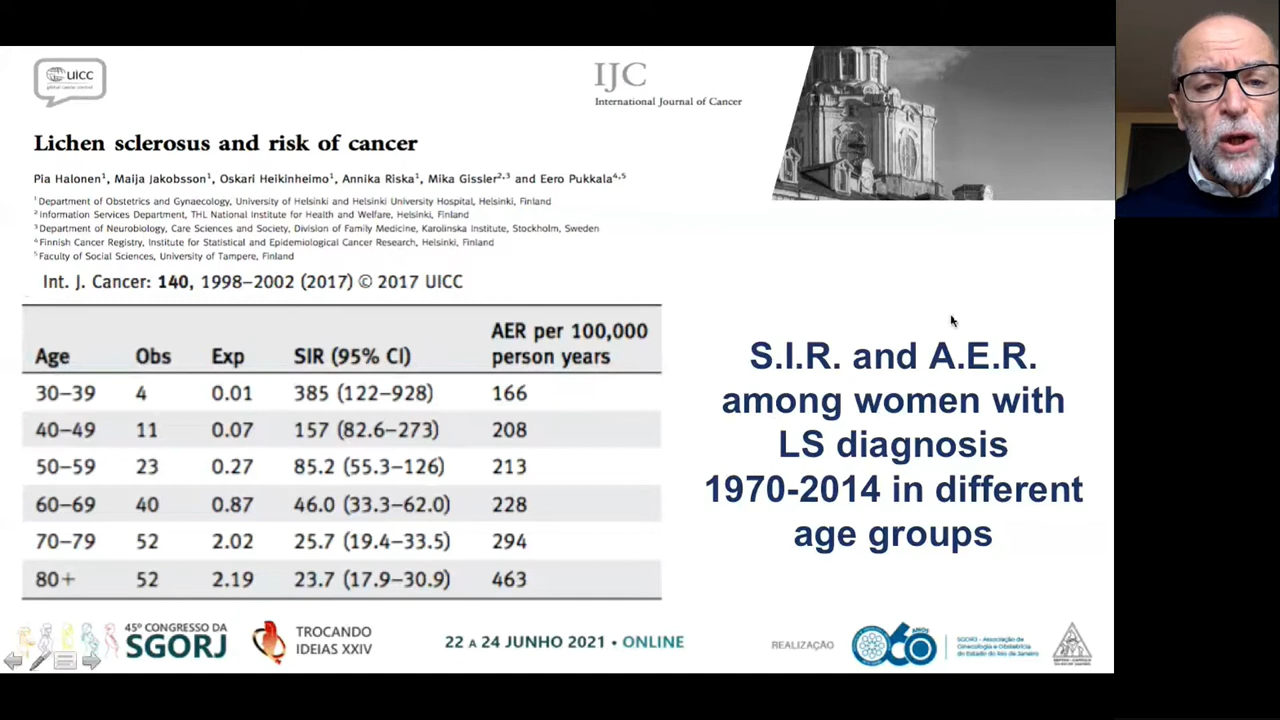 UICC
global cancer control
IJC
International Journal of Cancer
Lichen sclerosus and risk of cancer
Pia Halonen¹, Maija Jakobsson¹, Oskari Heikinheimo¹, Annika Riska¹, Mika Gissler²,³ and Eero Pukkala⁴,⁵
¹ Department of Obstetrics and Gynaecology, University of Helsinki and Helsinki University Hospital, Helsinki, Finland
² Information Services Department, THL National Institute for Health and Welfare, Helsinki, Finland
³ Department of Neurobiology, Care Sciences and Society, Division of Family Medicine, Karolinska Institute, Stockholm, Sweden
⁴ Finnish Cancer Registry, Institute for Statistical and Epidemiological Cancer Research, Helsinki, Finland
⁵ Faculty of Social Sciences, University of Tampere, Finland
Int. J. Cancer: 140, 1998–2002 (2017) © 2017 UICC
AER per 100,000
Age Obs Exp SIR (95% CI) person years
30–39 4 0.01 385 (122–928) 166
40–49 11 0.07 157 (82.6–273) 208
50–59 23 0.27 85.2 (55.3–126) 213
60–69 40 0.87 46.0 (33.3–62.0) 228
70–79 52 2.02 25.7 (19.4–33.5) 294
80+ 52 2.19 23.7 (17.9–30.9) 463
S.I.R. and A.E.R.
among women with
LS diagnosis
1970-2014 in different
age groups
45º CONGRESSO DA
SGORJ
TROCANDO
IDEIAS XXIV
22 A 24 JUNHO 2021 • ONLINE
REALIZAÇÃO
60 ANOS
SGORJ - Associação de
Ginecologia e Obstetrícia
do Estado do Rio de Janeiro